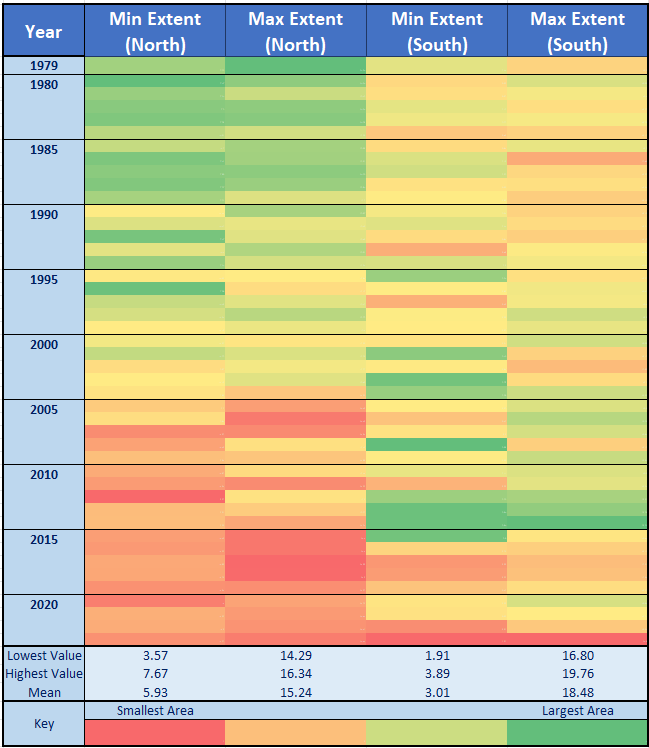 Year Min Extent (North) Max Extent (North) Min Extent (South) Max Extent (South)
1979
1980
1985
1990
1995
2000
2005
2010
2015
2020
Lowest Value 3.57 14.29 1.91 16.80
Highest Value 7.67 16.34 3.89 19.76
Mean 5.93 15.24 3.01 18.48
Smallest Area Largest Area
Key